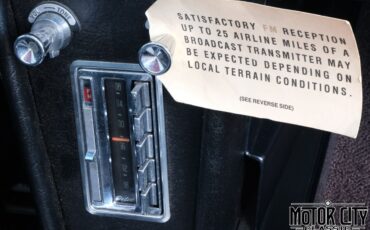 SATISFACTORY FM RECEPTION
UP TO 25 AIRLINE MILES OF A
BROADCAST TRANSMITTER MAY
BE EXPECTED DEPENDING ON
LOCAL TERRAIN CONDITIONS.
(SEE REVERSE SIDE)
MOTOR CITY
CLASSIC